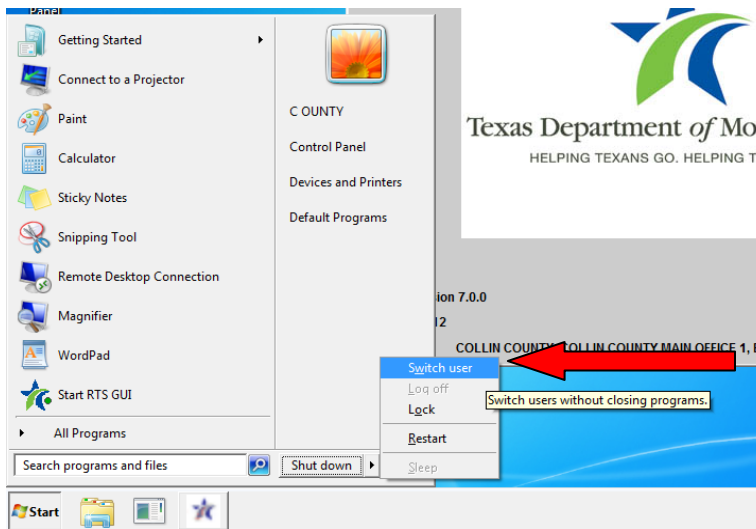 Panel
Getting Started
Connect to a Projector
Paint
Calculator
Sticky Notes
Snipping Tool
Remote Desktop Connection
Magnifier
WordPad
Start RTS GUI
All Programs
Search programs and files
C OUNTY
Control Panel
Devices and Printers
Default Programs
Shut down
Switch user
Log off
Lock
Restart
Sleep
Switch users without closing programs.
Texas Department of Mo
HELPING TEXANS GO. HELPING T
ion 7.0.0
12
COLLIN COUNTY, COLLIN COUNTY MAIN OFFICE 1,
Start